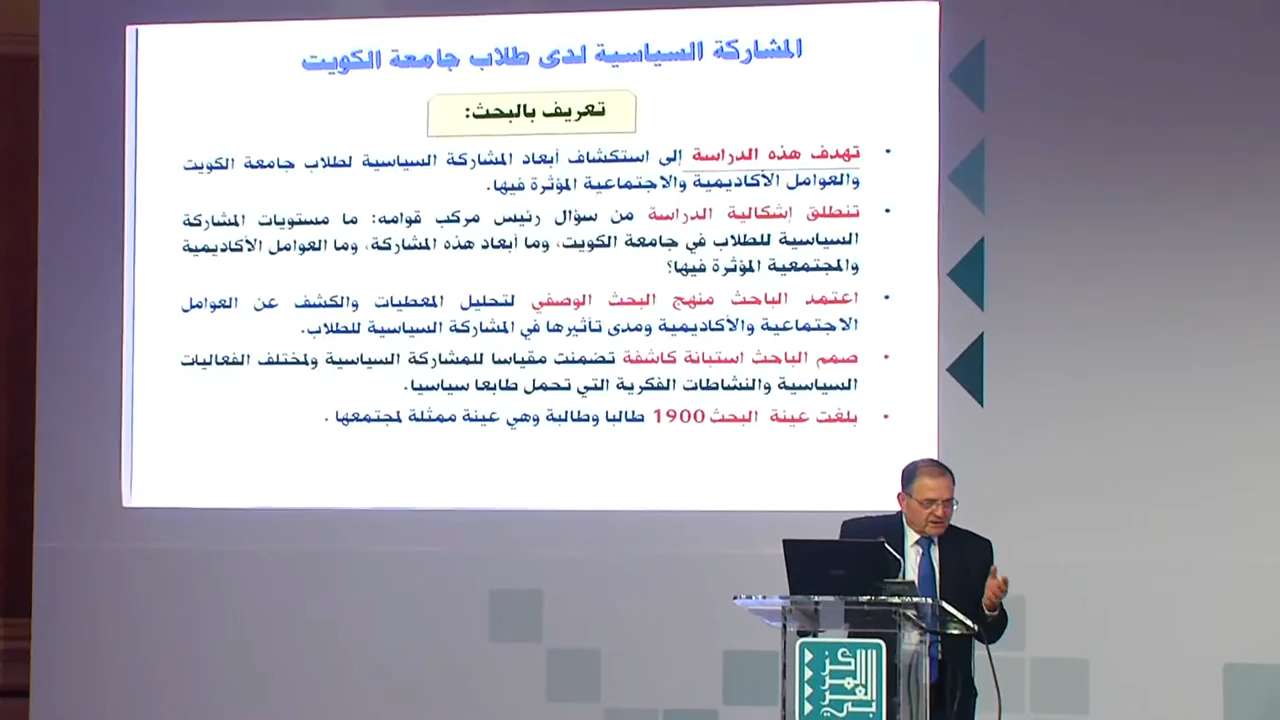 المشاركة السياسية لدى طلاب جامعة الكويت
تعريف بالبحث:
• تهدف هذه الدراسة إلى استكشاف أبعاد المشاركة السياسية لطلاب جامعة الكويت
والعوامل الأكاديمية والاجتماعية المؤثرة فيها.
• تنطلق إشكالية الدراسة من سؤال رئيس مركب قوامه: ما مستويات المشاركة
السياسية للطلاب في جامعة الكويت، وما أبعاد هذه المشاركة، وما العوامل الأكاديمية
والمجتمعية المؤثرة فيها؟
• اعتمد الباحث منهج البحث الوصفي لتحليل المعطيات والكشف عن العوامل
الاجتماعية والأكاديمية ومدى تأثيرها في المشاركة السياسية للطلاب.
• صمم الباحث استبانة كاشفة تضمنت مقياسا للمشاركة السياسية ولمختلف الفعاليات
السياسية والنشاطات الفكرية التي تحمل طابعا سياسيا.
• بلغت عينة البحث 1900 طالبا وطالبة وهي عينة ممثلة لمجتمعها .